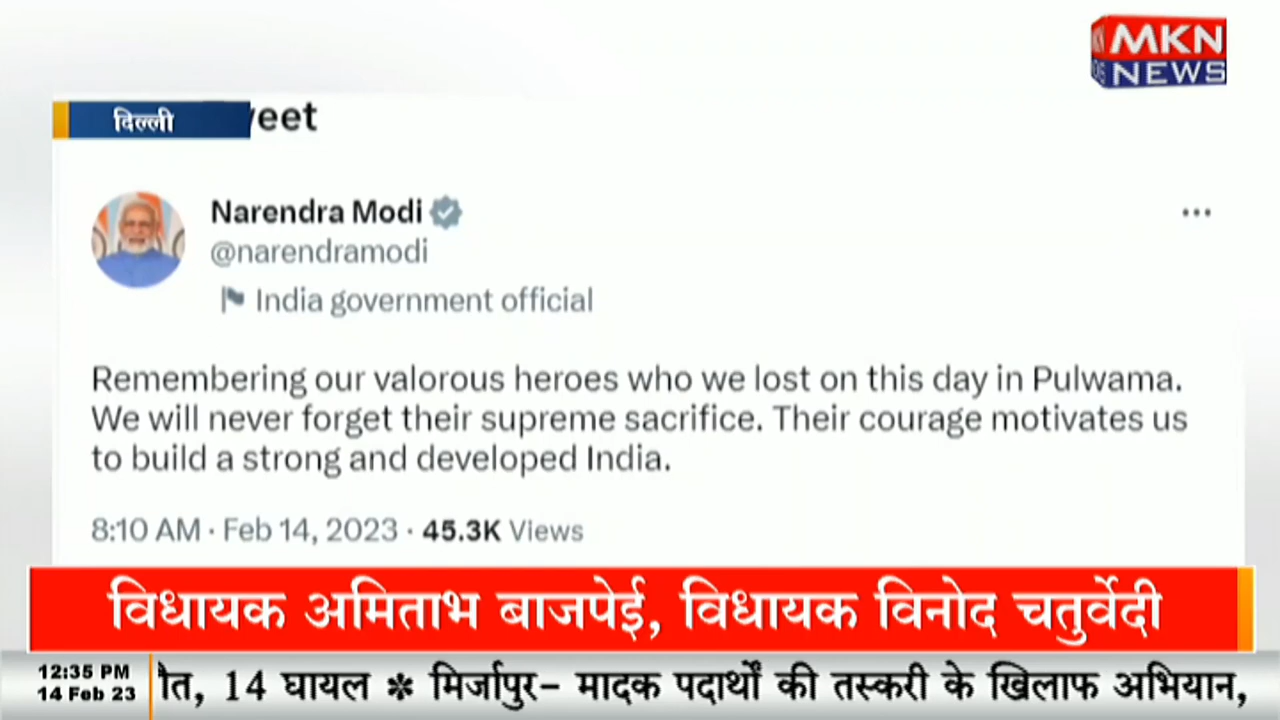 MKN
NEWS
दिल्ली
eet
Narendra Modi
@narendramodi
India government official
Remembering our valorous heroes who we lost on this day in Pulwama.
We will never forget their supreme sacrifice. Their courage motivates us
to build a strong and developed India.
8:10 AM · Feb 14, 2023 · 45.3K Views
विधायक अमिताभ बाजपेई, विधायक विनोद चतुर्वेदी
12:35 PM
14 Feb 23
ौत, 14 घायल * मिर्जापुर- मादक पदार्थों की तस्करी के खिलाफ अभियान,